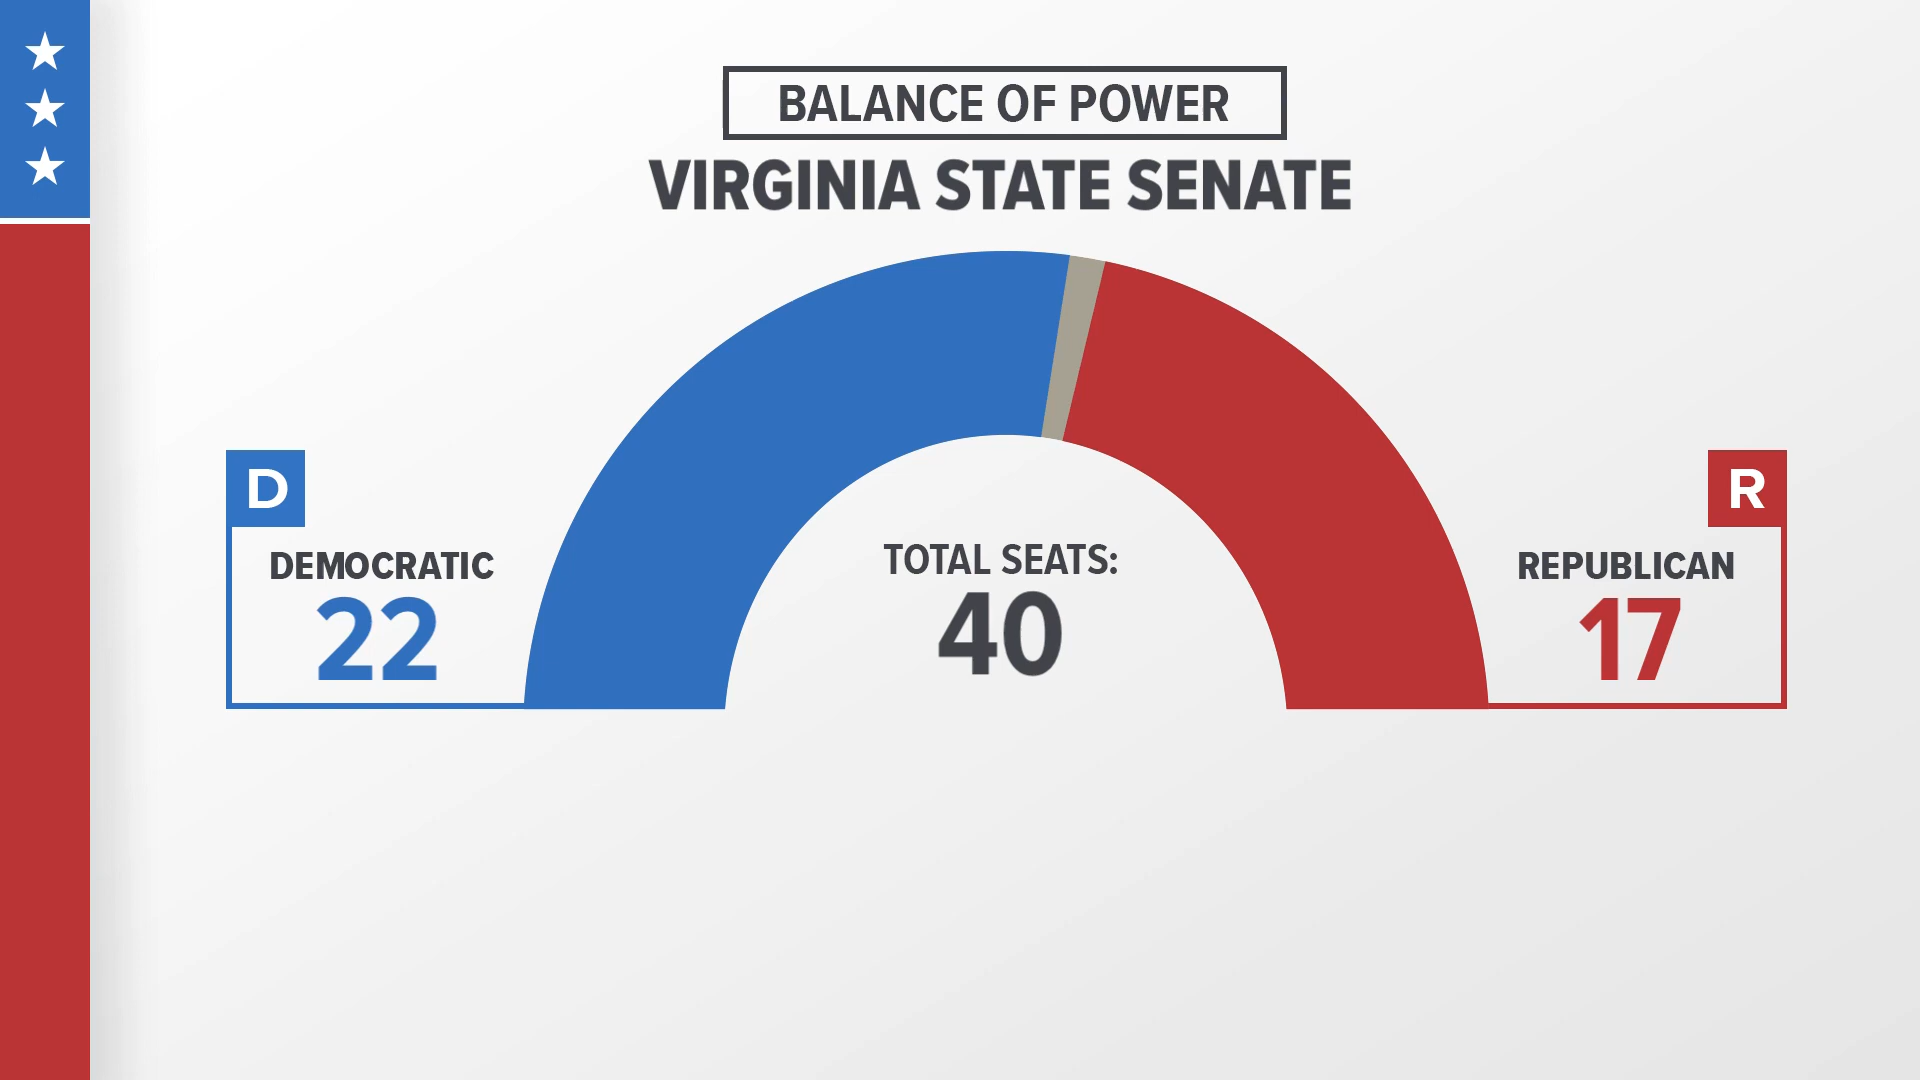 BALANCE OF POWER
VIRGINIA STATE SENATE
D
DEMOCRATIC
22
TOTAL SEATS:
40
R
REPUBLICAN
17